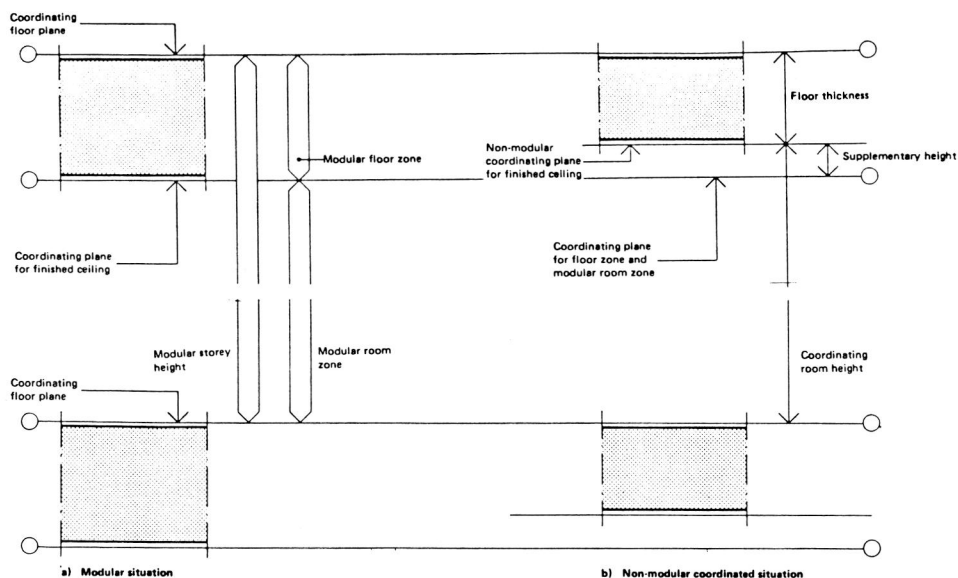 Coordinating
floor plane
Floor thickness
Modular floor zone
Non-modular
coordinating plane
for finished ceiling
Supplementary height
Coordinating plane
for finished ceiling
Coordinating plane
for floor zone and
modular room zone
Modular storey
height
Modular room
zone
Coordinating
room height
Coordinating
floor plane
a) Modular situation
b) Non-modular coordinated situation